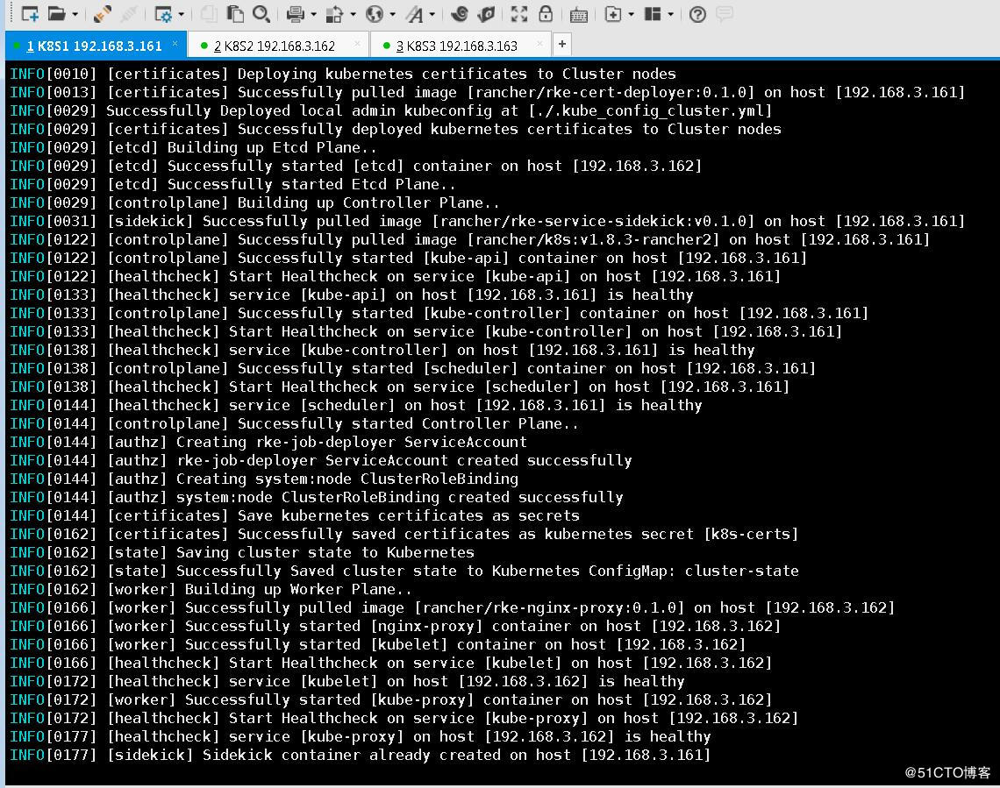 1 K8S1 192.168.3.161 × 2 K8S2 192.168.3.162 × 3 K8S3 192.168.3.163 × +
INFO[0010] [certificates] Deploying kubernetes certificates to Cluster nodes
INFO[0013] [certificates] Successfully pulled image [rancher/rke-cert-deployer:0.1.0] on host [192.168.3.161]
INFO[0029] Successfully Deployed local admin kubeconfig at [./.kube_config_cluster.yml]
INFO[0029] [certificates] Successfully deployed kubernetes certificates to Cluster nodes
INFO[0029] [etcd] Building up Etcd Plane..
INFO[0029] [etcd] Successfully started [etcd] container on host [192.168.3.162]
INFO[0029] [etcd] Successfully started Etcd Plane..
INFO[0029] [controlplane] Building up Controller Plane..
INFO[0031] [sidekick] Successfully pulled image [rancher/rke-service-sidekick:v0.1.0] on host [192.168.3.161]
INFO[0122] [controlplane] Successfully pulled image [rancher/k8s:v1.8.3-rancher2] on host [192.168.3.161]
INFO[0122] [controlplane] Successfully started [kube-api] container on host [192.168.3.161]
INFO[0122] [healthcheck] Start Healthcheck on service [kube-api] on host [192.168.3.161]
INFO[0133] [healthcheck] service [kube-api] on host [192.168.3.161] is healthy
INFO[0133] [controlplane] Successfully started [kube-controller] container on host [192.168.3.161]
INFO[0133] [healthcheck] Start Healthcheck on service [kube-controller] on host [192.168.3.161]
INFO[0138] [healthcheck] service [kube-controller] on host [192.168.3.161] is healthy
INFO[0138] [controlplane] Successfully started [scheduler] container on host [192.168.3.161]
INFO[0138] [healthcheck] Start Healthcheck on service [scheduler] on host [192.168.3.161]
INFO[0144] [healthcheck] service [scheduler] on host [192.168.3.161] is healthy
INFO[0144] [controlplane] Successfully started Controller Plane..
INFO[0144] [authz] Creating rke-job-deployer ServiceAccount
INFO[0144] [authz] rke-job-deployer ServiceAccount created successfully
INFO[0144] [authz] Creating system:node ClusterRoleBinding
INFO[0144] [authz] system:node ClusterRoleBinding created successfully
INFO[0144] [certificates] Save kubernetes certificates as secrets
INFO[0162] [certificates] Successfully saved certificates as kubernetes secret [k8s-certs]
INFO[0162] [state] Saving cluster state to Kubernetes
INFO[0162] [state] Successfully Saved cluster state to Kubernetes ConfigMap: cluster-state
INFO[0162] [worker] Building up Worker Plane..
INFO[0166] [worker] Successfully pulled image [rancher/rke-nginx-proxy:0.1.0] on host [192.168.3.162]
INFO[0166] [worker] Successfully started [nginx-proxy] container on host [192.168.3.162]
INFO[0166] [worker] Successfully started [kubelet] container on host [192.168.3.162]
INFO[0166] [healthcheck] Start Healthcheck on service [kubelet] on host [192.168.3.162]
INFO[0172] [healthcheck] service [kubelet] on host [192.168.3.162] is healthy
INFO[0172] [worker] Successfully started [kube-proxy] container on host [192.168.3.162]
INFO[0172] [healthcheck] Start Healthcheck on service [kube-proxy] on host [192.168.3.162]
INFO[0177] [healthcheck] service [kube-proxy] on host [192.168.3.162] is healthy
INFO[0177] [sidekick] Sidekick container already created on host [192.168.3.161]
@51CTO博客